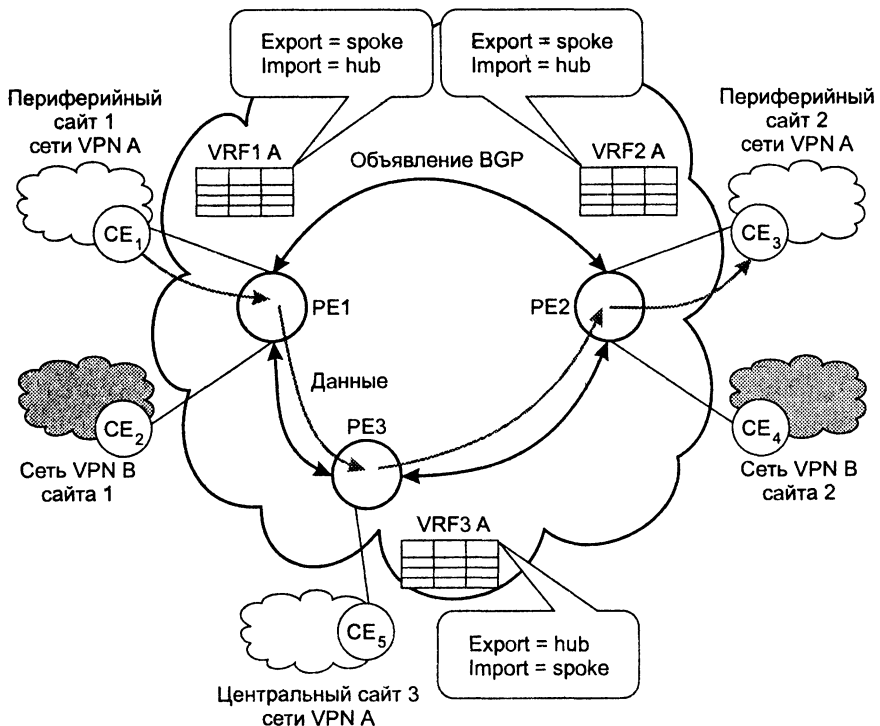 Export = spoke
Import = hub
Export = spoke
Import = hub
Периферийный
сайт 1
сети VPN A
Периферийный
сайт 2
сети VPN A
VRF1 A
Объявление BGP
VRF2 A
CE1
CE3
PE1
PE2
Данные
CE2
PE3
CE4
Сеть VPN B
сайта 1
Сеть VPN B
сайта 2
VRF3 A
CE5
Export = hub
Import = spoke
Центральный сайт 3
сети VPN A